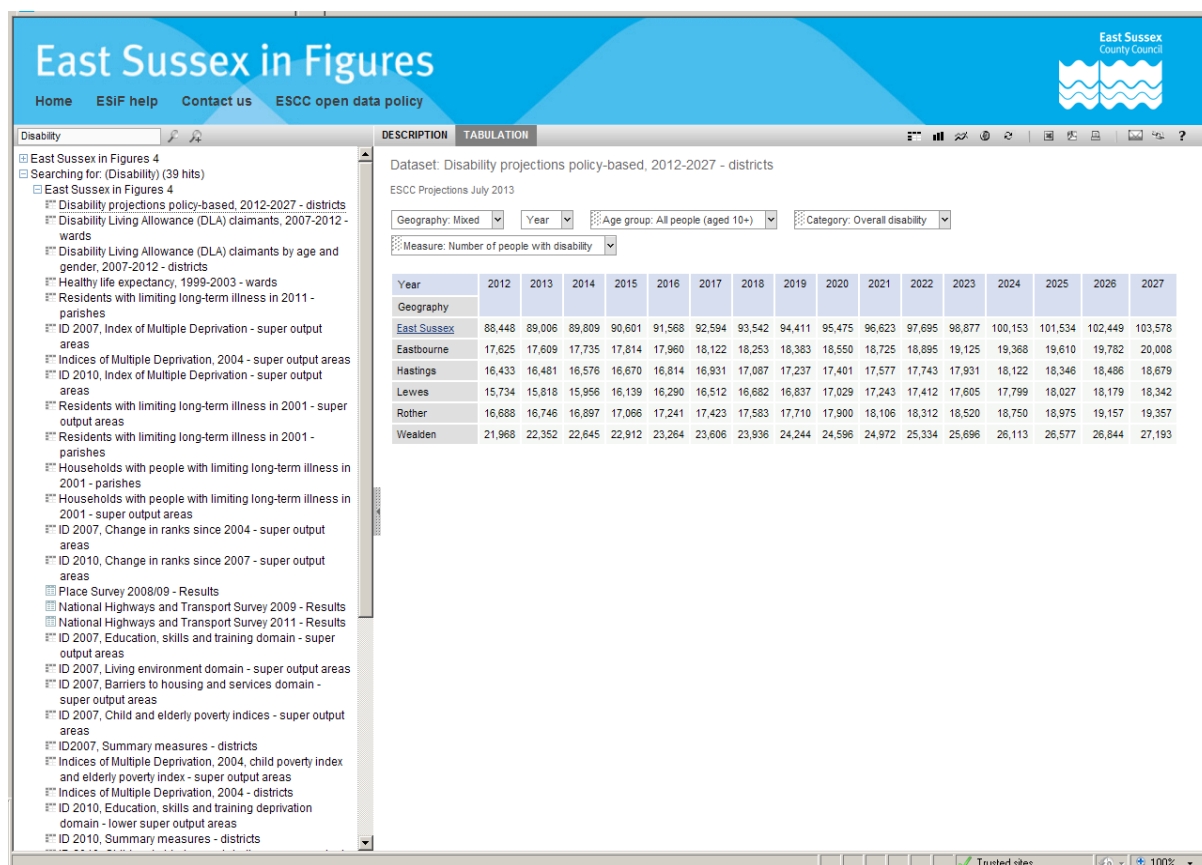 East Sussex in Figures
East Sussex
County Council
Home ESiF help Contact us ESCC open data policy
Disability
DESCRIPTION TABULATION
East Sussex in Figures 4
Searching for: (Disability) (39 hits)
East Sussex in Figures 4
Disability projections policy-based, 2012-2027 - districts
Disability Living Allowance (DLA) claimants, 2007-2012 -
wards
Disability Living Allowance (DLA) claimants by age and
gender, 2007-2012 - districts
Healthy life expectancy, 1999-2003 - wards
Residents with limiting long-term illness in 2011 -
parishes
ID 2007, Index of Multiple Deprivation - super output
areas
Indices of Multiple Deprivation, 2004 - super output areas
ID 2010, Index of Multiple Deprivation - super output
areas
Residents with limiting long-term illness in 2001 - super
output areas
Residents with limiting long-term illness in 2001 -
parishes
Households with people with limiting long-term illness in
2001 - parishes
Households with people with limiting long-term illness in
2001 - super output areas
ID 2007, Change in ranks since 2004 - super output
areas
ID 2010, Change in ranks since 2007 - super output
areas
Place Survey 2008/09 - Results
National Highways and Transport Survey 2009 - Results
National Highways and Transport Survey 2011 - Results
ID 2007, Education, skills and training domain - super
output areas
ID 2007, Living environment domain - super output areas
ID 2007, Barriers to housing and services domain -
super output areas
ID 2007, Child and elderly poverty indices - super output
areas
ID2007, Summary measures - districts
Indices of Multiple Deprivation, 2004, child poverty index
and elderly poverty index - super output areas
Indices of Multiple Deprivation, 2004 - districts
ID 2010, Education, skills and training deprivation
domain - lower super output areas
ID 2010, Summary measures - districts
Dataset: Disability projections policy-based, 2012-2027 - districts
ESCC Projections July 2013
Geography: Mixed Year Age group: All people (aged 10+) Category: Overall disability
Measure: Number of people with disability
Year 2012 2013 2014 2015 2016 2017 2018 2019 2020 2021 2022 2023 2024 2025 2026 2027
Geography
East Sussex 88,448 89,006 89,809 90,601 91,568 92,594 93,542 94,411 95,475 96,623 97,695 98,877 100,153 101,534 102,449 103,578
Eastbourne 17,625 17,609 17,735 17,814 17,960 18,122 18,253 18,383 18,550 18,725 18,895 19,125 19,368 19,610 19,782 20,008
Hastings 16,433 16,481 16,576 16,670 16,814 16,931 17,087 17,237 17,401 17,577 17,743 17,931 18,122 18,346 18,486 18,679
Lewes 15,734 15,818 15,956 16,139 16,290 16,512 16,682 16,837 17,029 17,243 17,412 17,605 17,799 18,027 18,179 18,342
Rother 16,688 16,746 16,897 17,066 17,241 17,423 17,583 17,710 17,900 18,106 18,312 18,520 18,750 18,975 19,157 19,357
Wealden 21,968 22,352 22,645 22,912 23,264 23,606 23,936 24,244 24,596 24,972 25,334 25,696 26,113 26,577 26,844 27,193
Trusted sites 100%